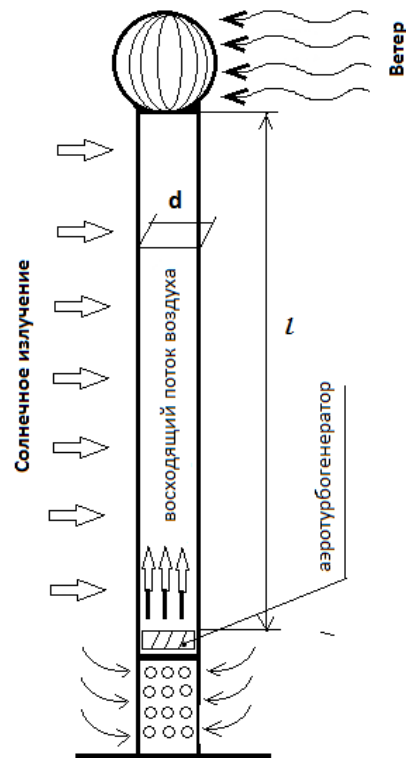 Ветер
d
Солнечное излучение
восходящий поток воздуха
l
аэротурбогенератор